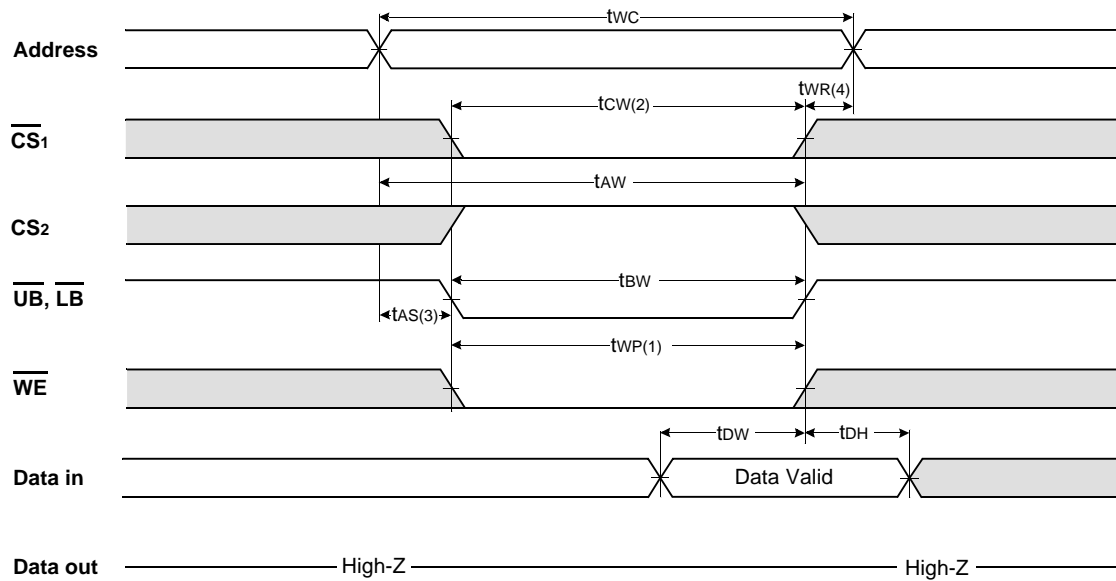 tWC
Address
tCW(2)
tWR(4)
CS1
tAW
CS2
tBW
UB, LB
tAS(3)
tWP(1)
WE
tDW
tDH
Data in
Data Valid
Data out
High-Z
High-Z